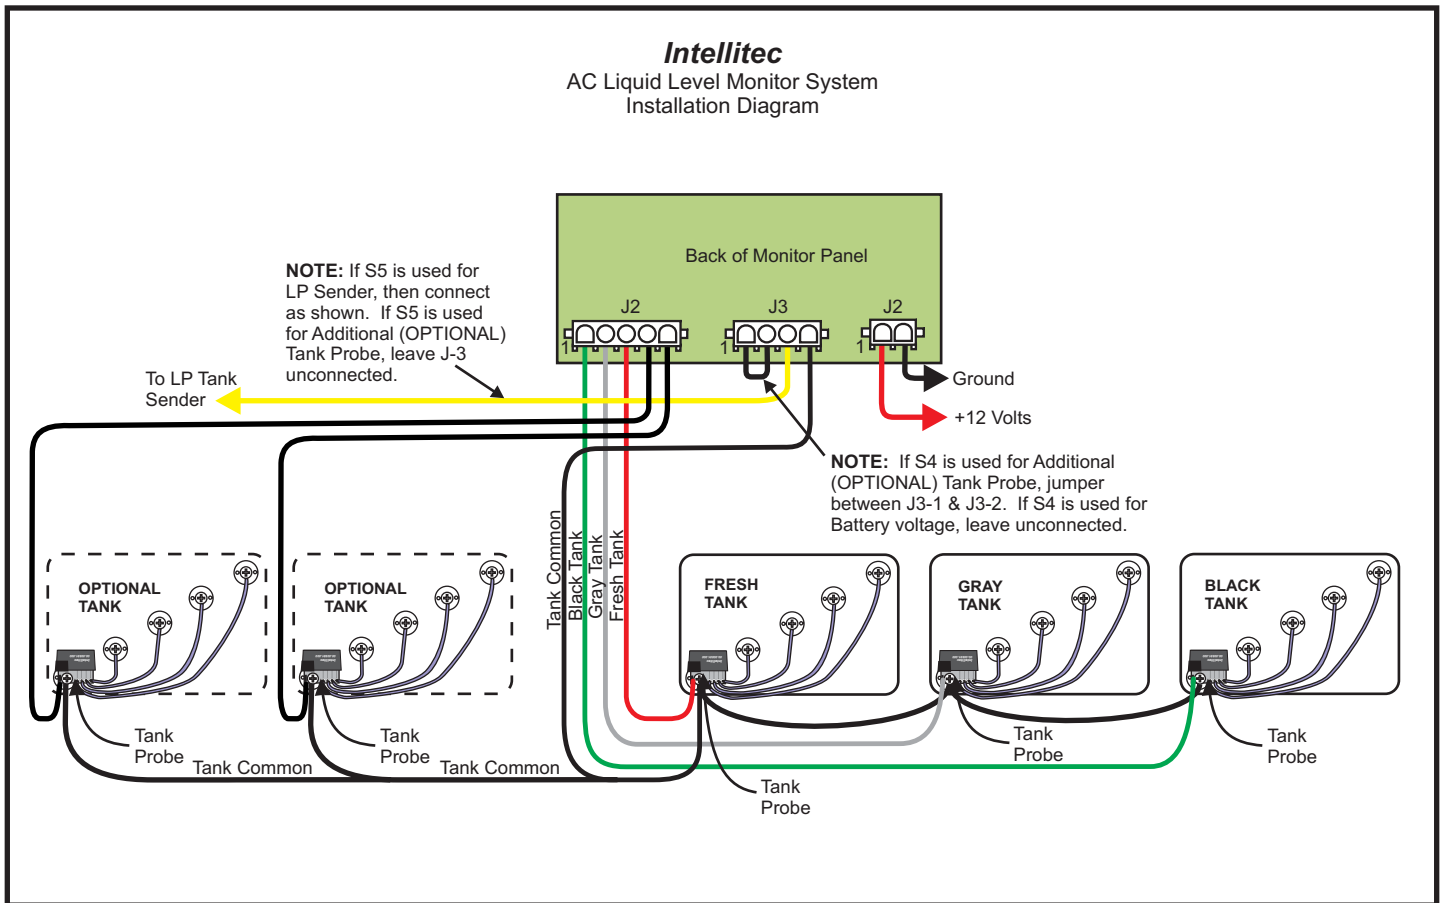 Intellitec
AC Liquid Level Monitor System
Installation Diagram
Back of Monitor Panel
NOTE: If S5 is used for
LP Sender, then connect
as shown. If S5 is used
for Additional (OPTIONAL)
Tank Probe, leave J-3
unconnected.
J2
J3
J2
1
1
1
To LP Tank
Sender
Ground
+12 Volts
NOTE: If S4 is used for Additional
(OPTIONAL) Tank Probe, jumper
between J3-1 & J3-2. If S4 is used for
Battery voltage, leave unconnected.
Tank Common
Black Tank
Gray Tank
Fresh Tank
OPTIONAL
TANK
OPTIONAL
TANK
FRESH
TANK
GRAY
TANK
BLACK
TANK
Intellitec
Intellitec
Intellitec
Intellitec
Intellitec
Tank
Probe
Tank
Probe
Tank
Probe
Tank
Probe
Tank
Probe
Tank Common
Tank Common